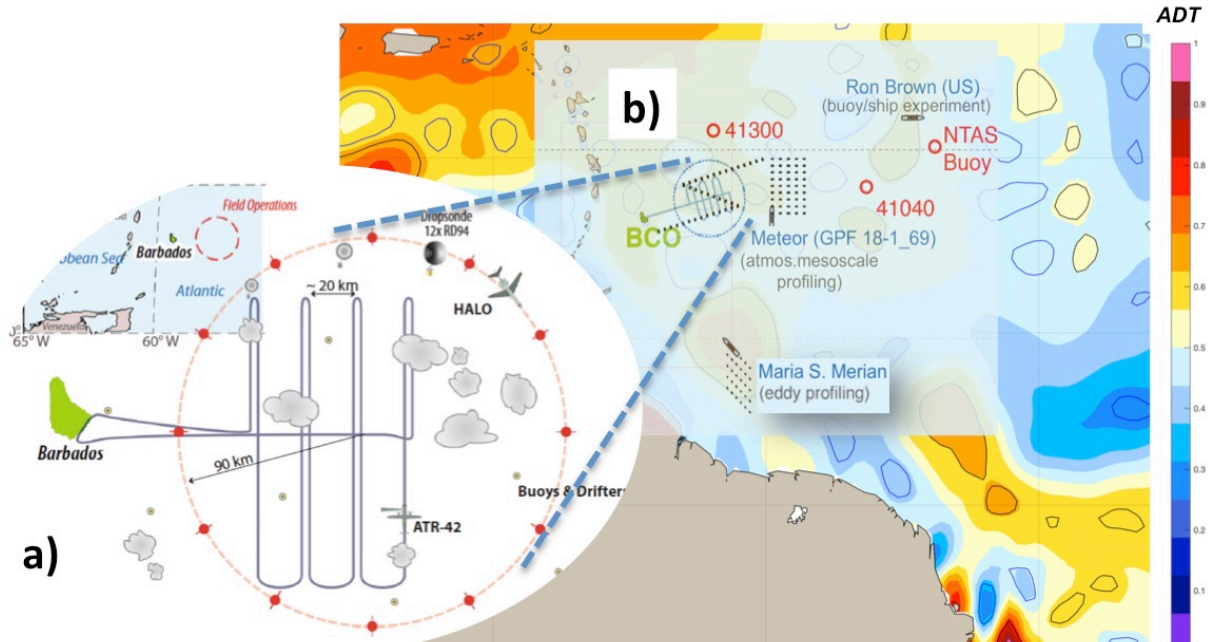 ADT
1
0.9
0.8
0.7
0.6
0.5
0.4
0.3
0.2
0.1
b)
Ron Brown (US)
(buoy/ship experiment)
41300
NTAS
Buoy
41040
BCO
Meteor (GPF 18-1_69)
(atmos.mesoscale
profiling)
Maria S. Merian
(eddy profiling)
Field Operations
Barbados
bbean Sea
Atlantic
Venezuela
65°W
60°W
Dropsonde
12x RD94
~ 20 km
HALO
Barbados
90 km
Buoys & Drifter
ATR-42
a)